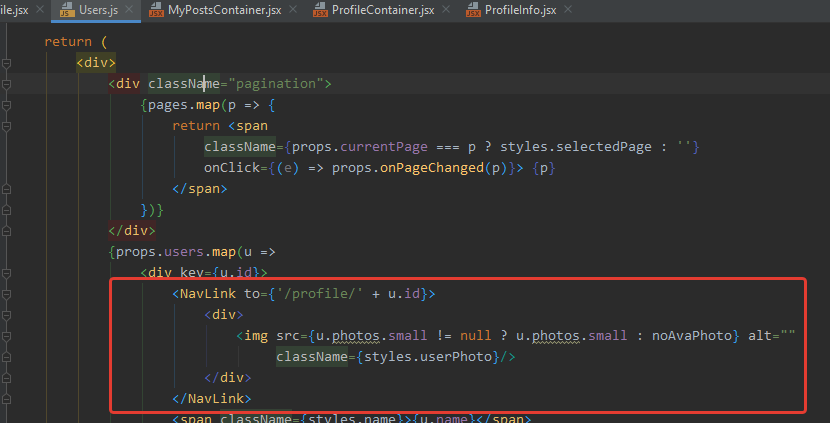 ile.jsx Users.js MyPostsContainer.jsx ProfileContainer.jsx ProfileInfo.jsx
return (
<div>
<div className="pagination">
{pages.map(p => {
return <span
className={props.currentPage === p ? styles.selectedPage : ''}
onClick={(e) => props.onPageChanged(p)}> {p}
</span>
})}
</div>
{props.users.map(u =>
<div key={u.id}>
<NavLink to={'/profile/' + u.id}>
<div>
<img src={u.photos.small != null ? u.photos.small : noAvaPhoto} alt=""
className={styles.userPhoto}/>
</div>
</NavLink>
<span className={styles.name}>{u.name}</span>